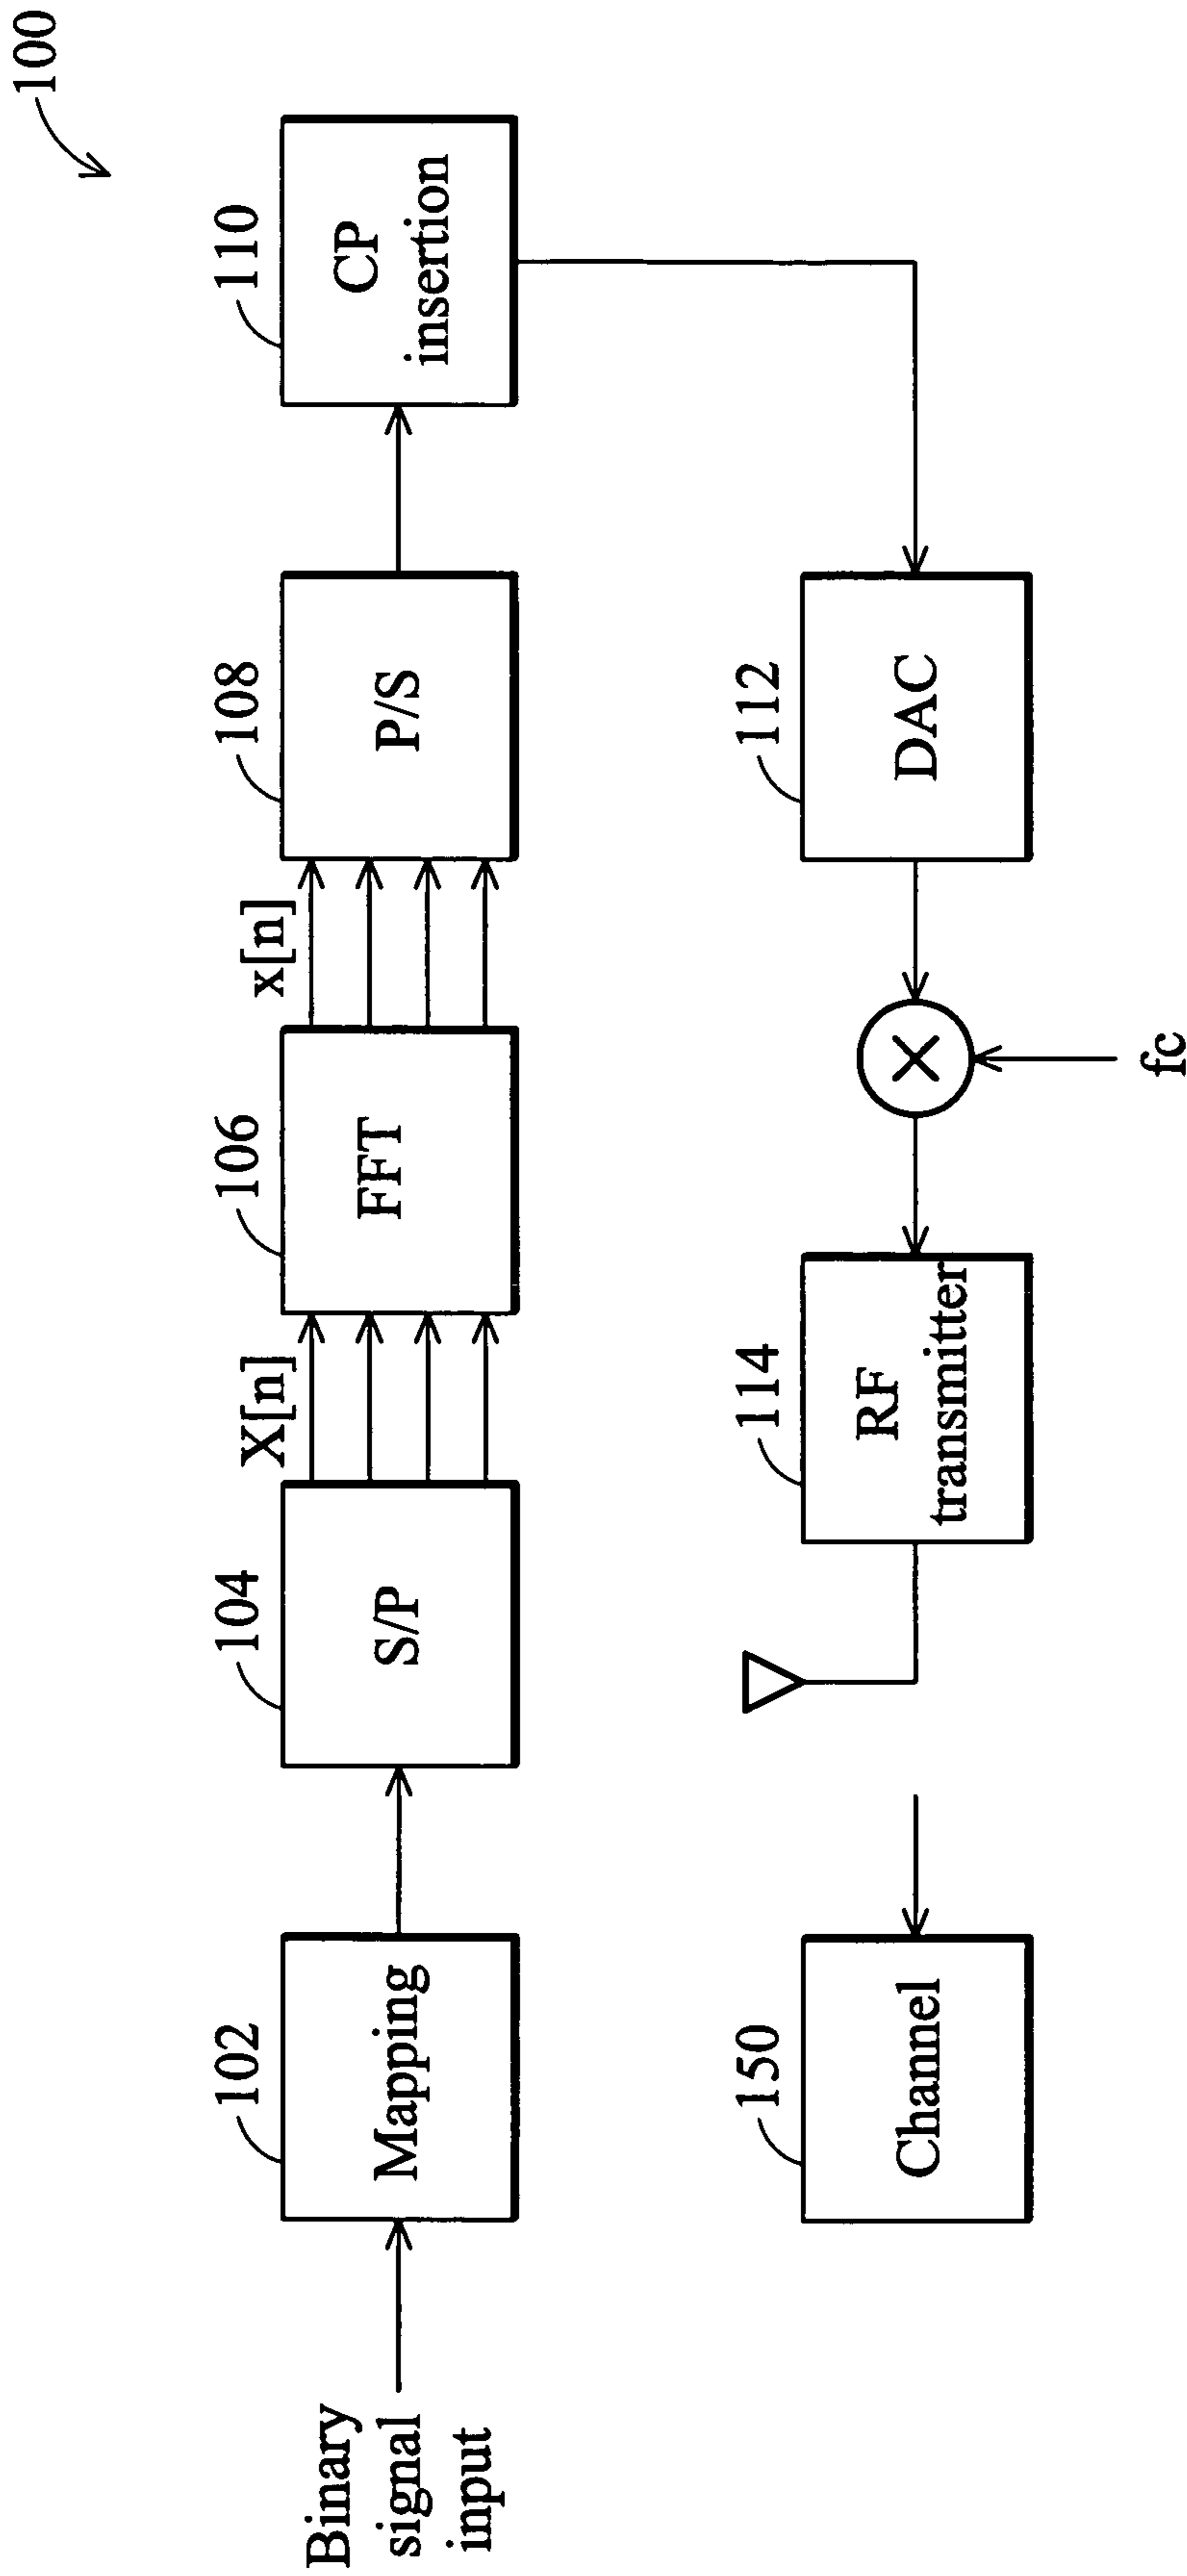 100
102
104
106
108
110
Binary
signal
input
Mapping
S/P
X[n]
FFT
x[n]
P/S
CP
insertion
150
114
112
Channel
RF
transmitter
DAC
fc